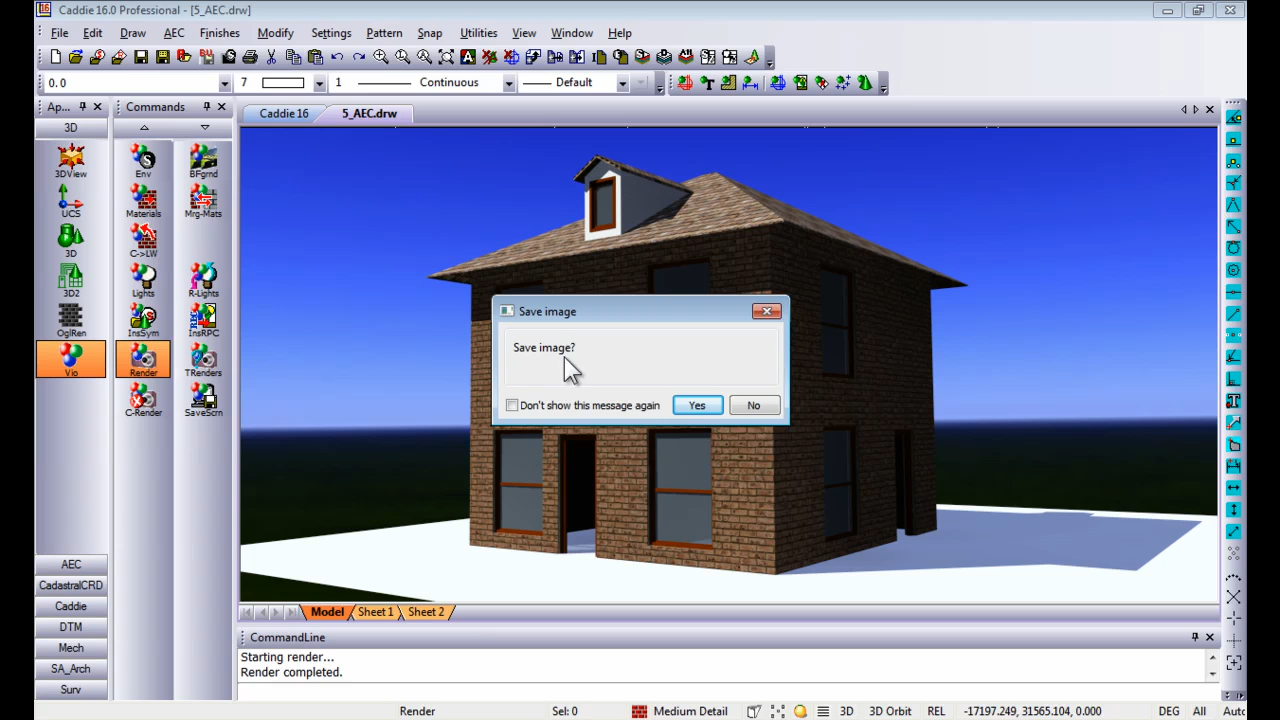 16
Caddie 16.0 Professional - [5_AEC.drw]
File Edit Draw AEC Finishes Modify Settings Pattern Snap Utilities View Window Help
0.0 7 1 Continuous Default
Ap... Commands
Caddie 16 5_AEC.drw
3D
3DView Env BFgrnd
UCS Materials Mrg-Mats
3D C->LW
3D2 Lights R-Lights
OglRen InsSym InsRPC
Vio Render TRenders
C-Render SaveScrn
Save image
Save image?
Don't show this message again Yes No
AEC
CadastralCRD
Caddie
DTM
Mech
SA_Arch
Surv
Model Sheet 1 Sheet 2
CommandLine
Starting render...
Render completed.
Render Sel: 0 Medium Detail 3D 3D Orbit REL -17197.249, 31565.104, 0.000 DEG All Auto